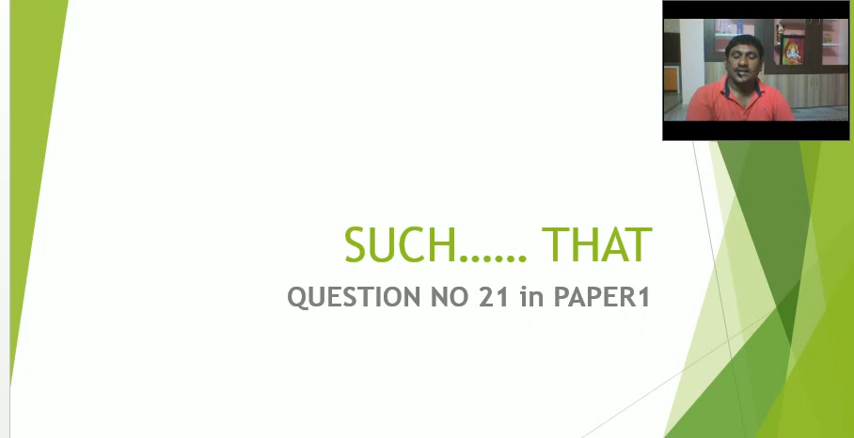 SUCH…… THAT
QUESTION NO 21 in PAPER1